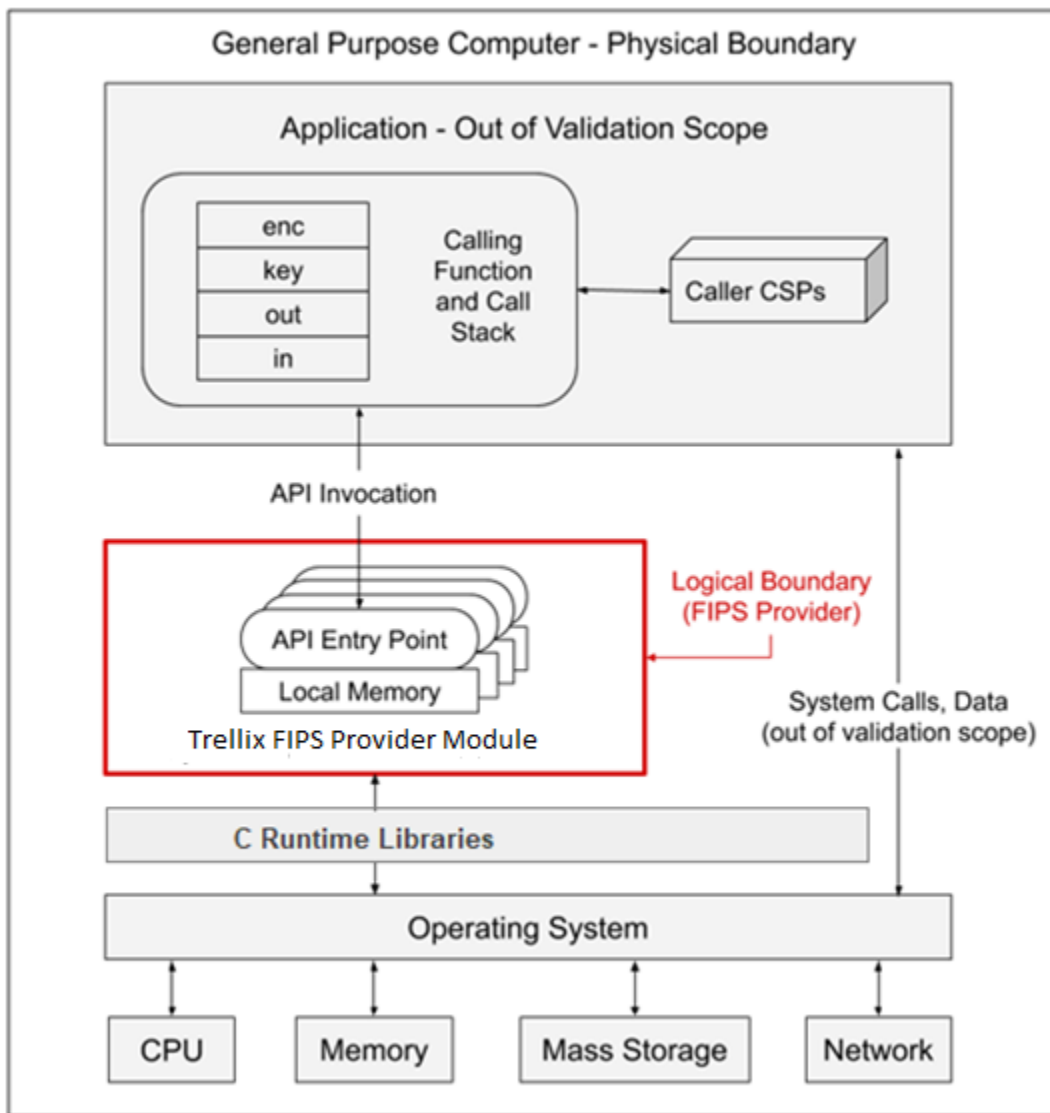 General Purpose Computer - Physical Boundary
Application - Out of Validation Scope
enc
key
out
in
Calling
Function
and Call
Stack
Caller CSPs
API Invocation
API Entry Point
Local Memory
Trellix FIPS Provider Module
Logical Boundary
(FIPS Provider)
System Calls, Data
(out of validation scope)
C Runtime Libraries
Operating System
CPU
Memory
Mass Storage
Network